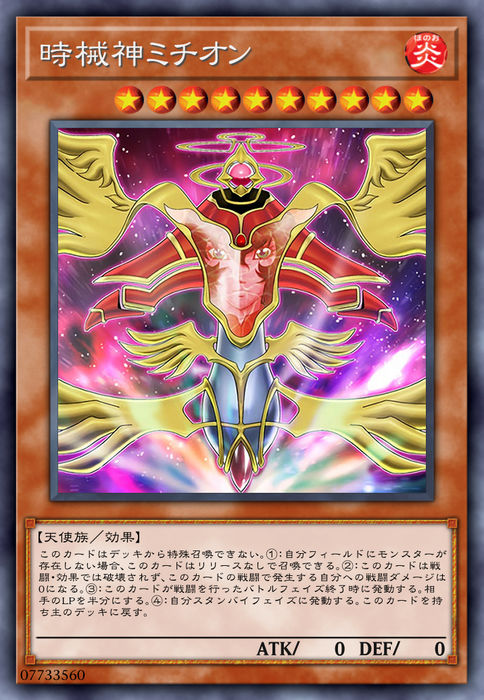 時械神ミチオン
ほのお
炎
【天使族／効果】
このカードはデッキから特殊召喚できない。①：自分フィールドにモンスターが
存在しない場合、このカードはリリースなしで召喚できる。②：このカードは戦
闘・効果では破壊されず、このカードの戦闘で発生する自分への戦闘ダメージは
0になる。③：このカードが戦闘を行ったバトルフェイズ終了時に発動する。相
手のLPを半分にする。④：自分スタンバイフェイズに発動する。このカードを持
ち主のデッキに戻す。
ATK/ 0 DEF/ 0
07733560